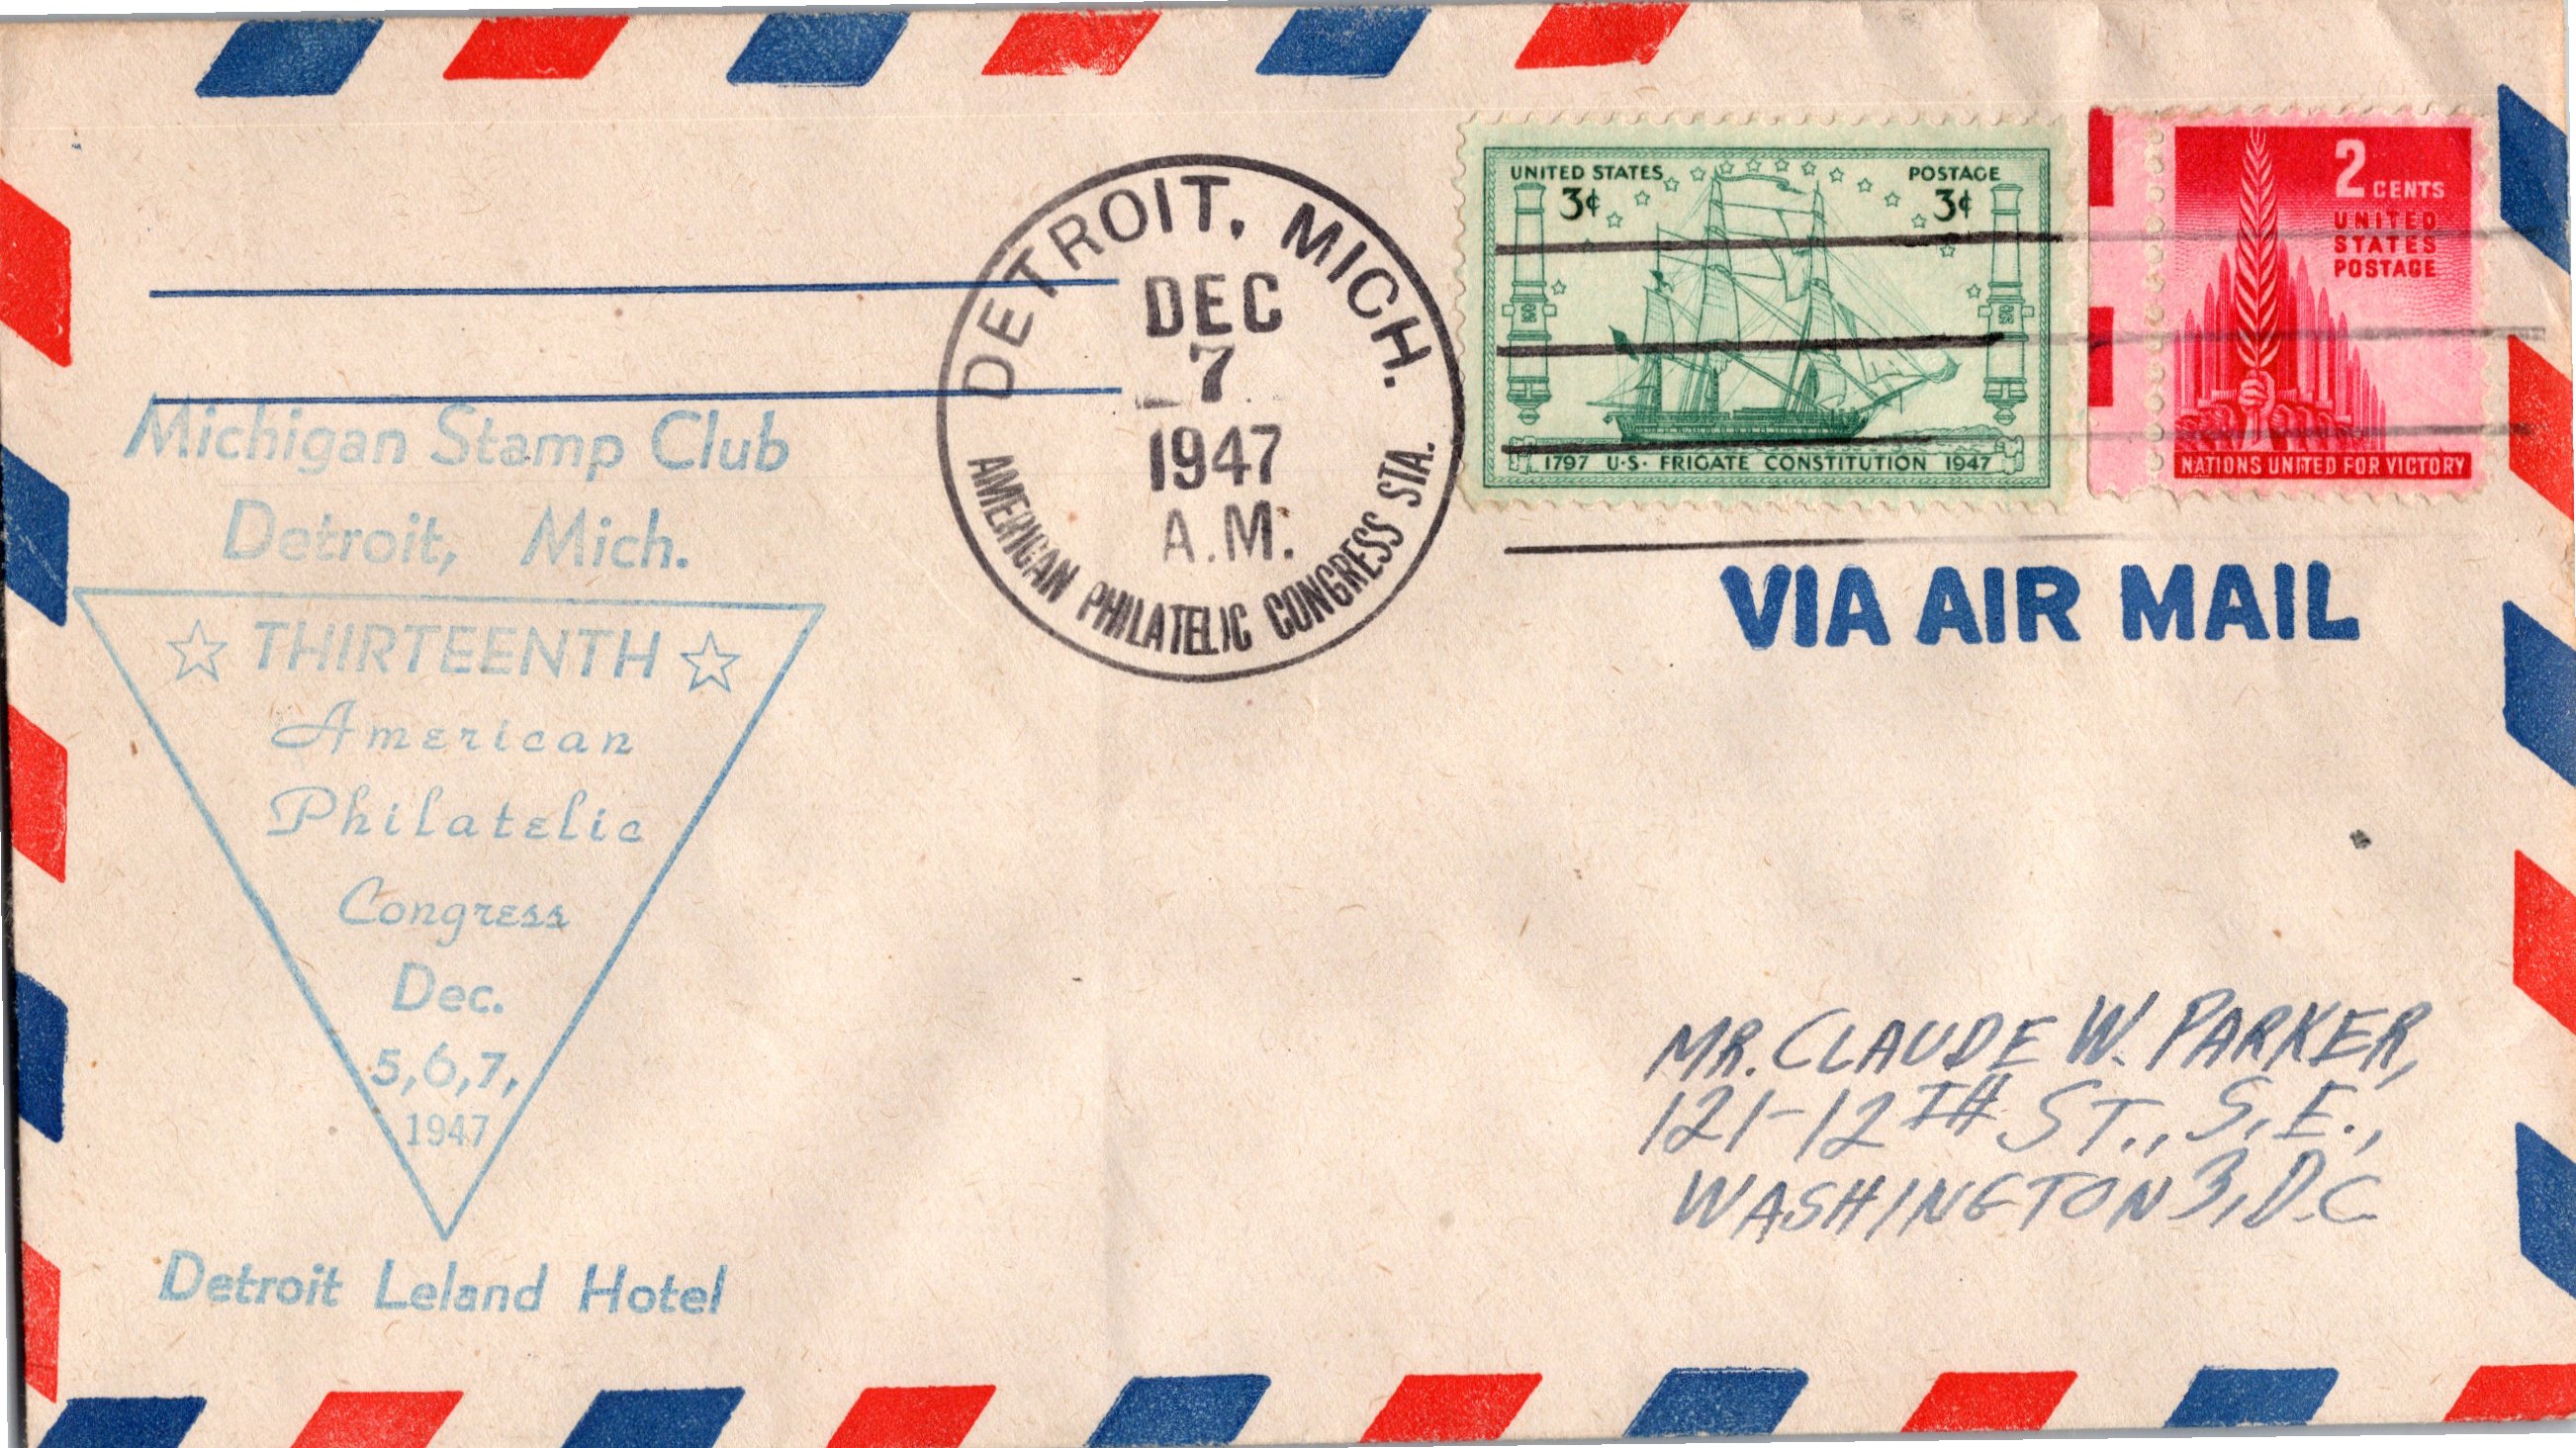 DETROIT, MICH.
DEC
7
1947
A.M.
AMERICAN PHILATELIC CONGRESS STA.
UNITED STATES POSTAGE
3¢ 3¢
1797 U·S· FRIGATE CONSTITUTION 1947
2 CENTS
UNITED
STATES
POSTAGE
NATIONS UNITED FOR VICTORY
VIA AIR MAIL
Michigan Stamp Club
Detroit, Mich.
THIRTEENTH
American
Philatelic
Congress
Dec.
5,6,7,
1947
Detroit Leland Hotel
MR. CLAUDE W. PARKER,
121-12TH ST., S.E.,
WASHINGTON 3, D.C